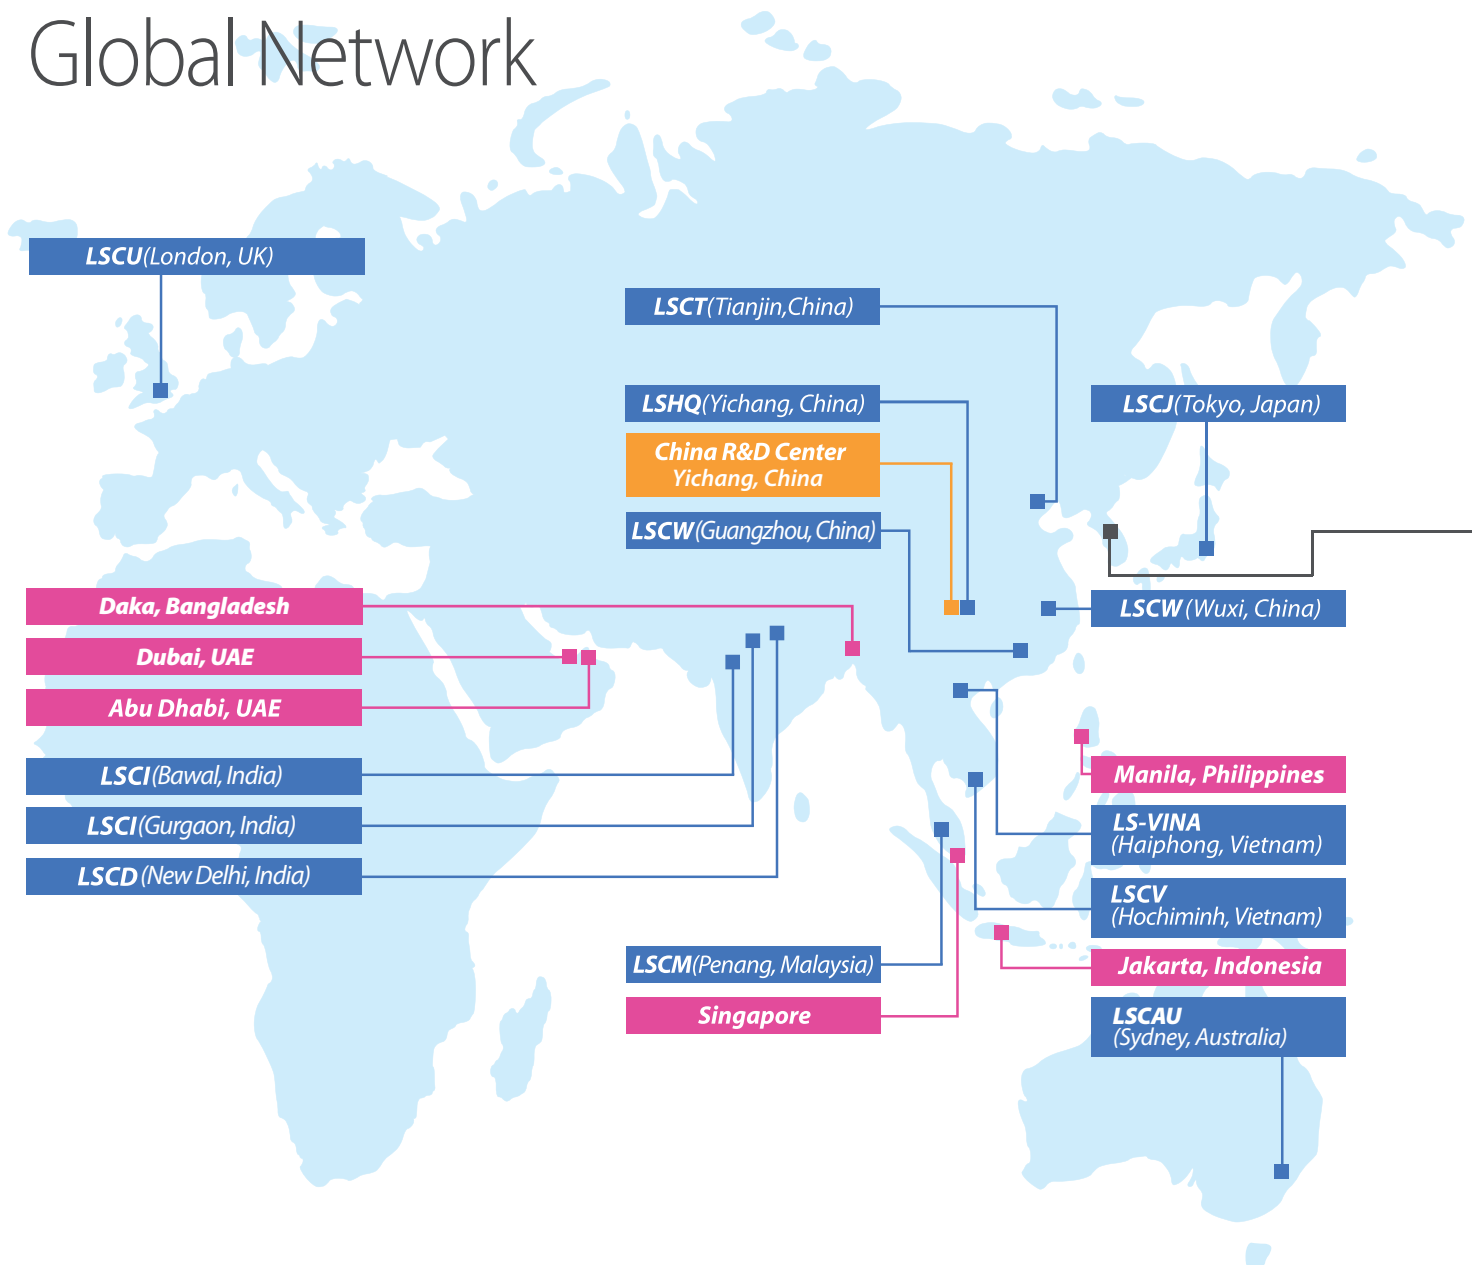 Global Network
LSCU(London, UK)
LSCT(Tianjin,China)
LSHQ(Yichang, China)
China R&D Center
Yichang, China
LSCW(Guangzhou, China)
LSCJ(Tokyo, Japan)
LSCW(Wuxi, China)
Daka, Bangladesh
Dubai, UAE
Abu Dhabi, UAE
LSCI(Bawal, India)
LSCI(Gurgaon, India)
LSCD(New Delhi, India)
Manila, Philippines
LS-VINA
(Haiphong, Vietnam)
LSCV
(Hochiminh, Vietnam)
LSCM(Penang, Malaysia)
Singapore
Jakarta, Indonesia
LSCAU
(Sydney, Australia)